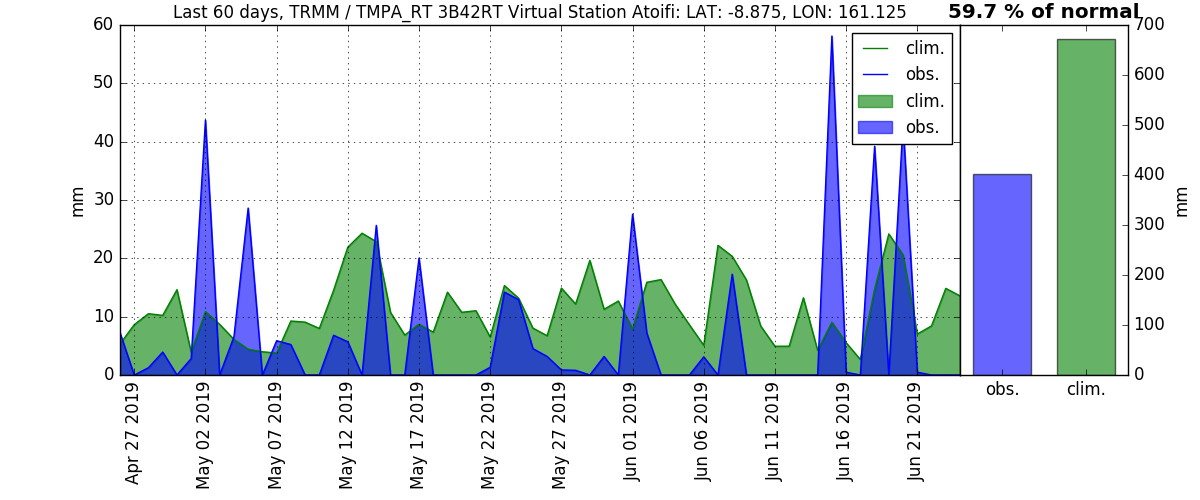 Last 60 days, TRMM / TMPA_RT 3B42RT Virtual Station Atoifi: LAT: -8.875, LON: 161.125
59.7 % of normal
60
50
40
30
20
10
0
mm
clim.
obs.
clim.
obs.
700
600
500
400
300
200
100
0
mm
Apr 27 2019
May 02 2019
May 07 2019
May 12 2019
May 17 2019
May 22 2019
May 27 2019
Jun 01 2019
Jun 06 2019
Jun 11 2019
Jun 16 2019
Jun 21 2019
obs.
clim.